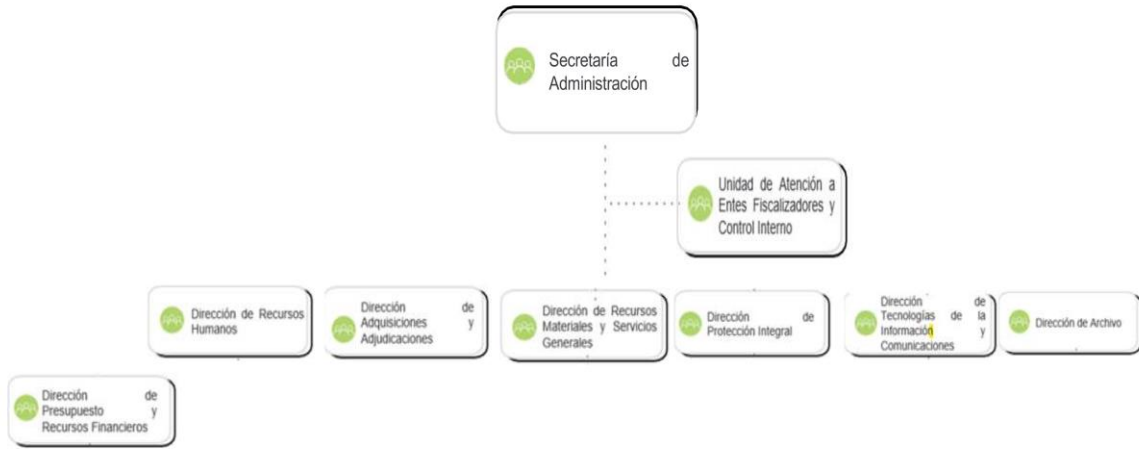 Secretaría de
Administración
Unidad de Atención a
Entes Fiscalizadores y
Control Interno
Dirección de Recursos
Humanos
Dirección de
Adquisiciones y
Adjudicaciones
Dirección de Recursos
Materiales y Servicios
Generales
Dirección de
Protección Integral
Dirección de
Tecnologías de la
Información y
Comunicaciones
Dirección de Archivo
Dirección de
Presupuesto y
Recursos Financieros